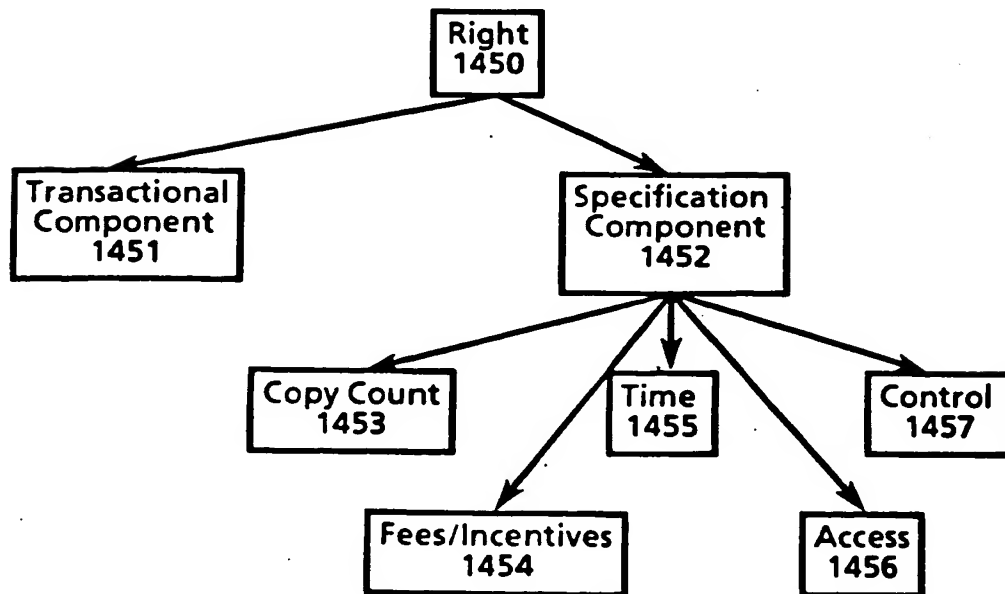 Right
1450
Transactional
Component
1451
Specification
Component
1452
Copy Count
1453
Time
1455
Control
1457
Fees/Incentives
1454
Access
1456